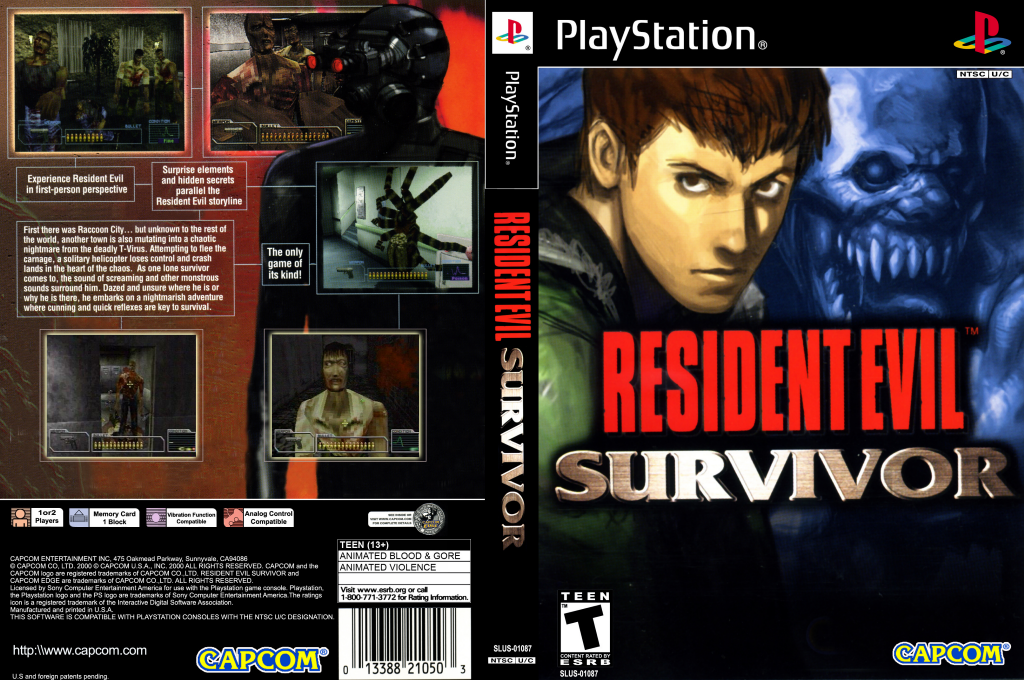 Experience Resident Evil
in first-person perspective
Surprise elements
and hidden secrets
parallel the
Resident Evil storyline
First there was Raccoon City... but unknown to the rest of
the world, another town is also mutating into a chaotic
nightmare from the deadly T-Virus. Attempting to flee the
carnage, a solitary helicopter loses control and crash
lands in the heart of the chaos. As one lone survivor
comes to, the sound of screaming and other monstrous
sounds surround him. Dazed and unsure where he is or
why he is there, he embarks on a nightmarish adventure
where cunning and quick reflexes are key to survival.
The only
game of
its kind!
1or2
Players
Memory Card
1 Block
Vibration Function
Compatible
Analog Control
Compatible
CAPCOM ENTERTAINMENT INC, 475 Oakmead Parkway, Sunnyvale, CA94086
© CAPCOM CO, LTD. 2000 © CAPCOM U.S.A., INC. 2000 ALL RIGHTS RESERVED. CAPCOM and the
CAPCOM logo are registered trademarks of CAPCOM CO.,LTD. RESIDENT EVIL SURVIVOR and
CAPCOM EDGE are trademarks of CAPCOM CO.,LTD. ALL RIGHTS RESERVED.
Licensed by Sony Computer Entertainment America for use with the Playstation game console. Playstation,
the Playstation logo and the PS logo are trademarks of Sony Computer Entertainment America.The ratings
icon is a registered trademark of the Interactive Digital Software Association.
Manufactured and printed in U.S.A.
THIS SOFTWARE IS COMPATIBLE WITH PLAYSTATION CONSOLES WITH THE NTSC U/C DESIGNATION.
http:\\www.capcom.com
CAPCOM®
U.S and foreign patents pending.
TEEN (13+)
ANIMATED BLOOD & GORE
ANIMATED VIOLENCE
Visit www.esrb.org or call
1-800-771-3772 for Rating Information.
0 13388 21050 3
PlayStation®
RESIDENT EVIL
SURVIVOR
SLUS-01087
NTSC U/C
PlayStation®
NTSC U/C
RESIDENT EVIL™
SURVIVOR
TEEN
T
CONTENT RATED BY
ESRB
SLUS-01087
CAPCOM®